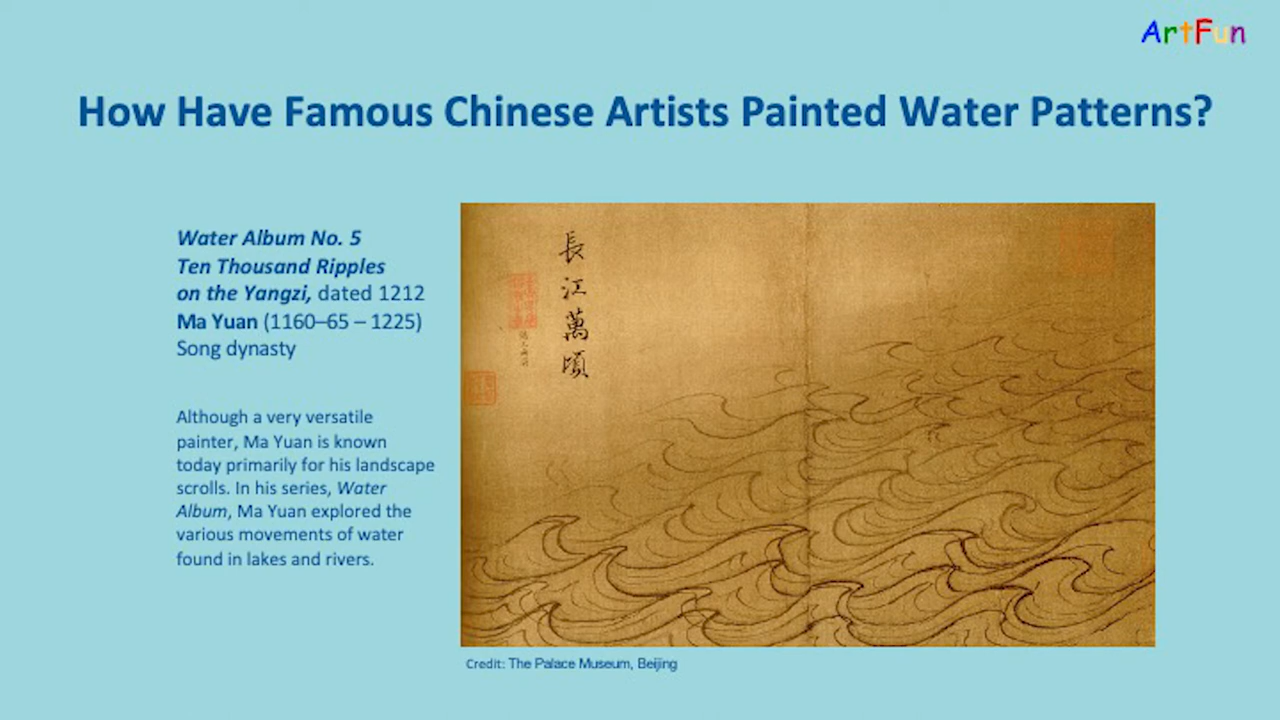 ArtFun
How Have Famous Chinese Artists Painted Water Patterns?
Water Album No. 5
Ten Thousand Ripples
on the Yangzi, dated 1212
Ma Yuan (1160–65 – 1225)
Song dynasty
Although a very versatile
painter, Ma Yuan is known
today primarily for his landscape
scrolls. In his series, Water
Album, Ma Yuan explored the
various movements of water
found in lakes and rivers.
長江萬頃
Credit: The Palace Museum, Beijing